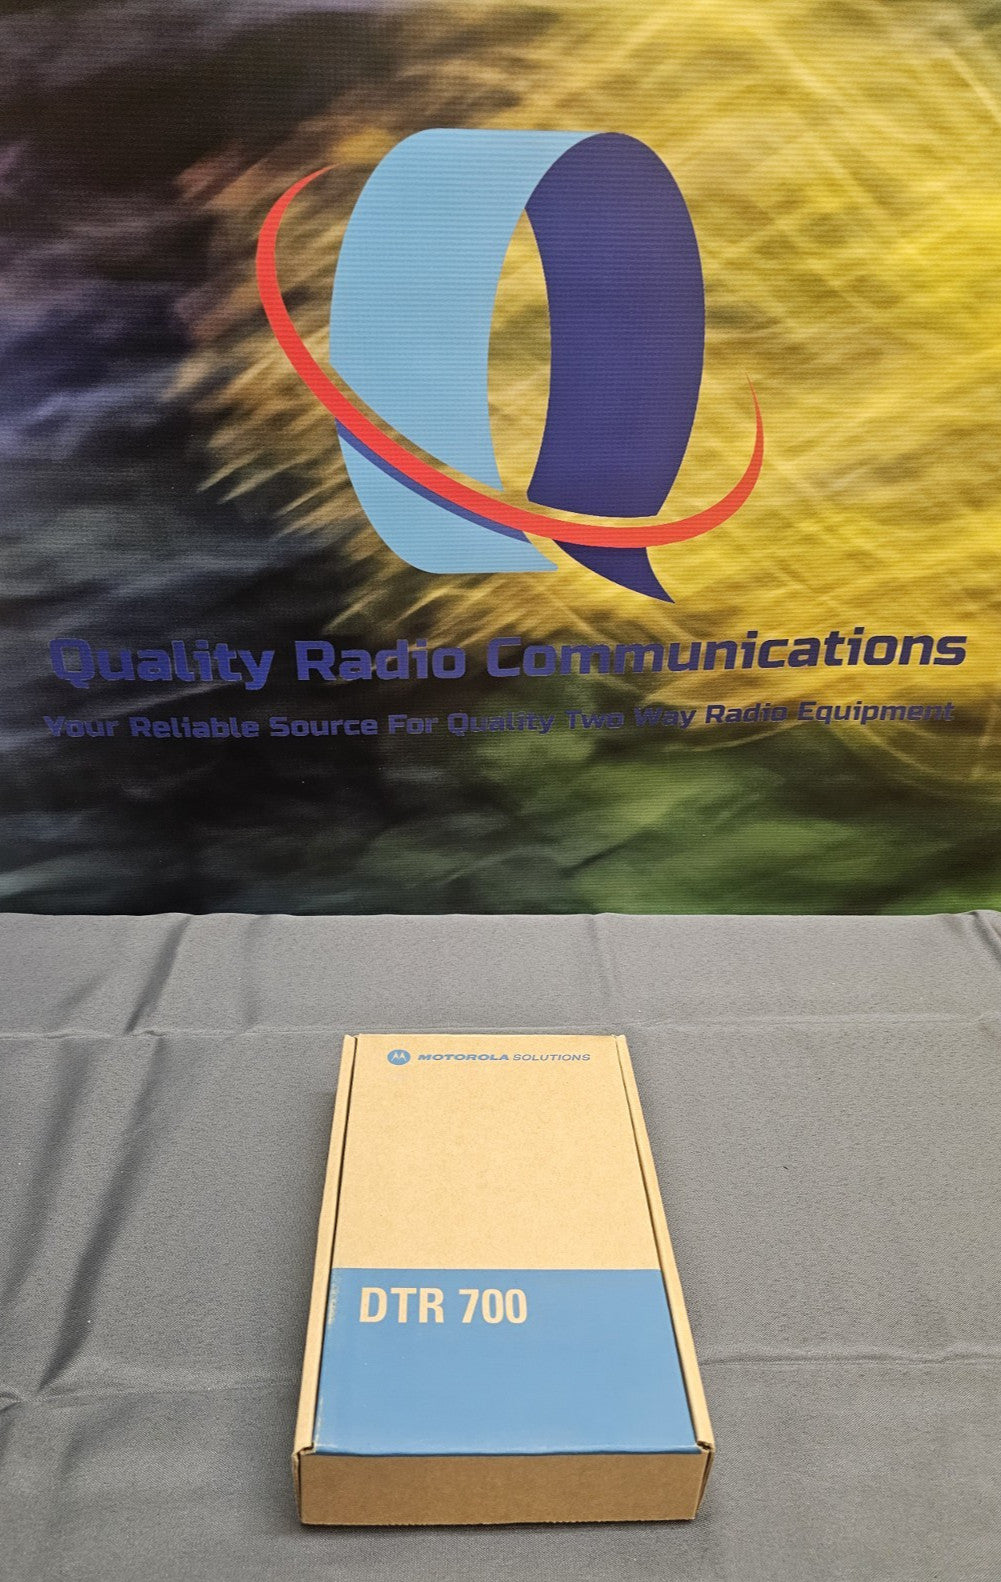 Quality Radio Communications
Your Reliable Source For Quality Two Way Radio Equipment
MOTOROLA SOLUTIONS
DTR 700